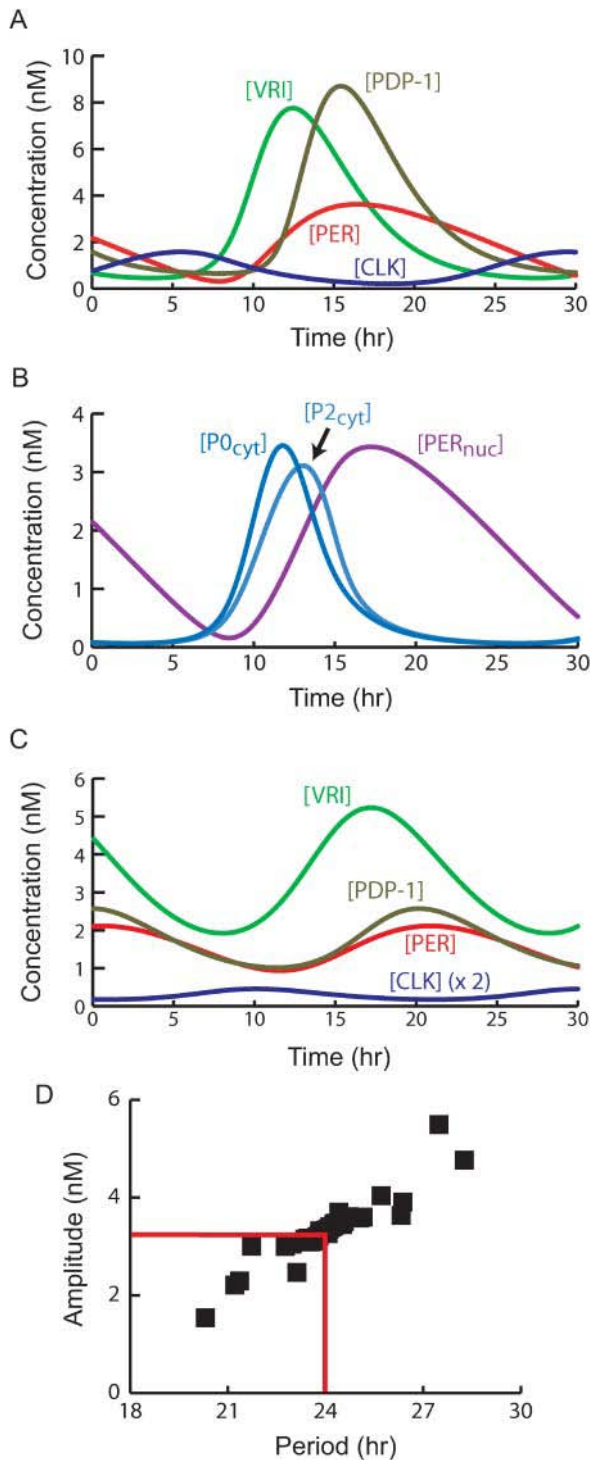 A
Concentration (nM)
10
8
6
4
2
0
[VRI]
[PDP-1]
[PER]
[CLK]
0 5 10 15 20 25 30
Time (hr)
B
Concentration (nM)
4
3
2
1
0
[P0cyt]
[P2cyt]
[PERnuc]
0 5 10 15 20 25 30
Time (hr)
C
Concentration (nM)
6
5
4
3
2
1
0
[VRI]
[PDP-1]
[PER]
[CLK] (x 2)
0 5 10 15 20 25 30
Time (hr)
D
Amplitude (nM)
6
4
2
0
18 21 24 27 30
Period (hr)